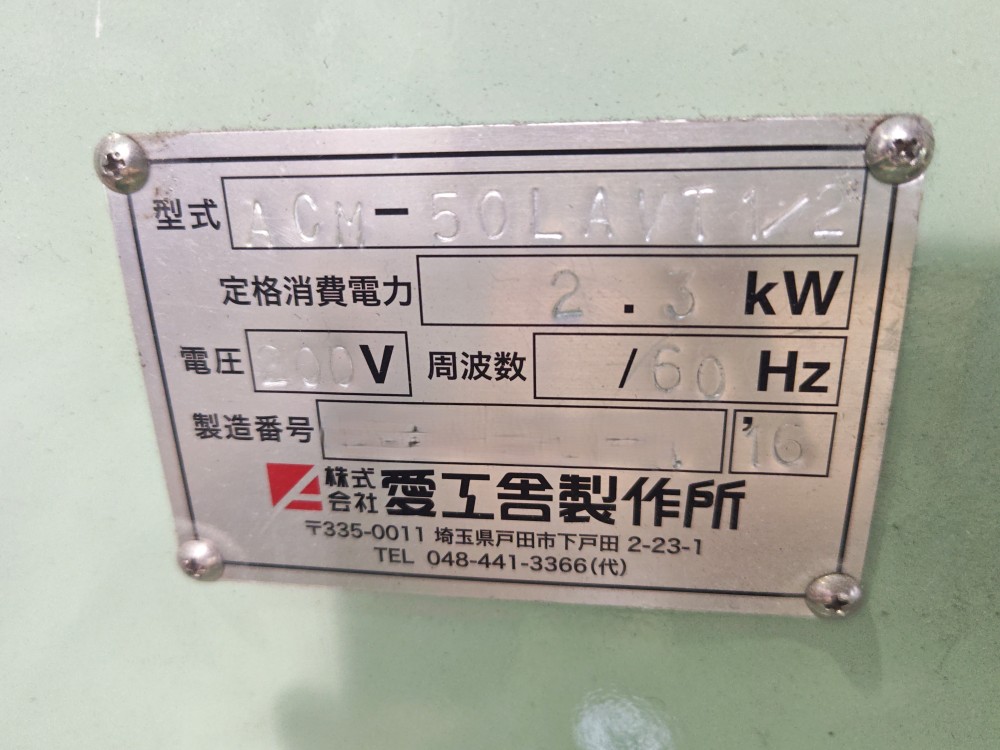 型式 ACM-50LAVT1/2
定格消費電力 2.3 kW
電圧 200V 周波数 /60 Hz
製造番号 '16
株式会社 愛工舎製作所
〒335-0011 埼玉県戸田市下戸田 2-23-1
TEL 048-441-3366(代)